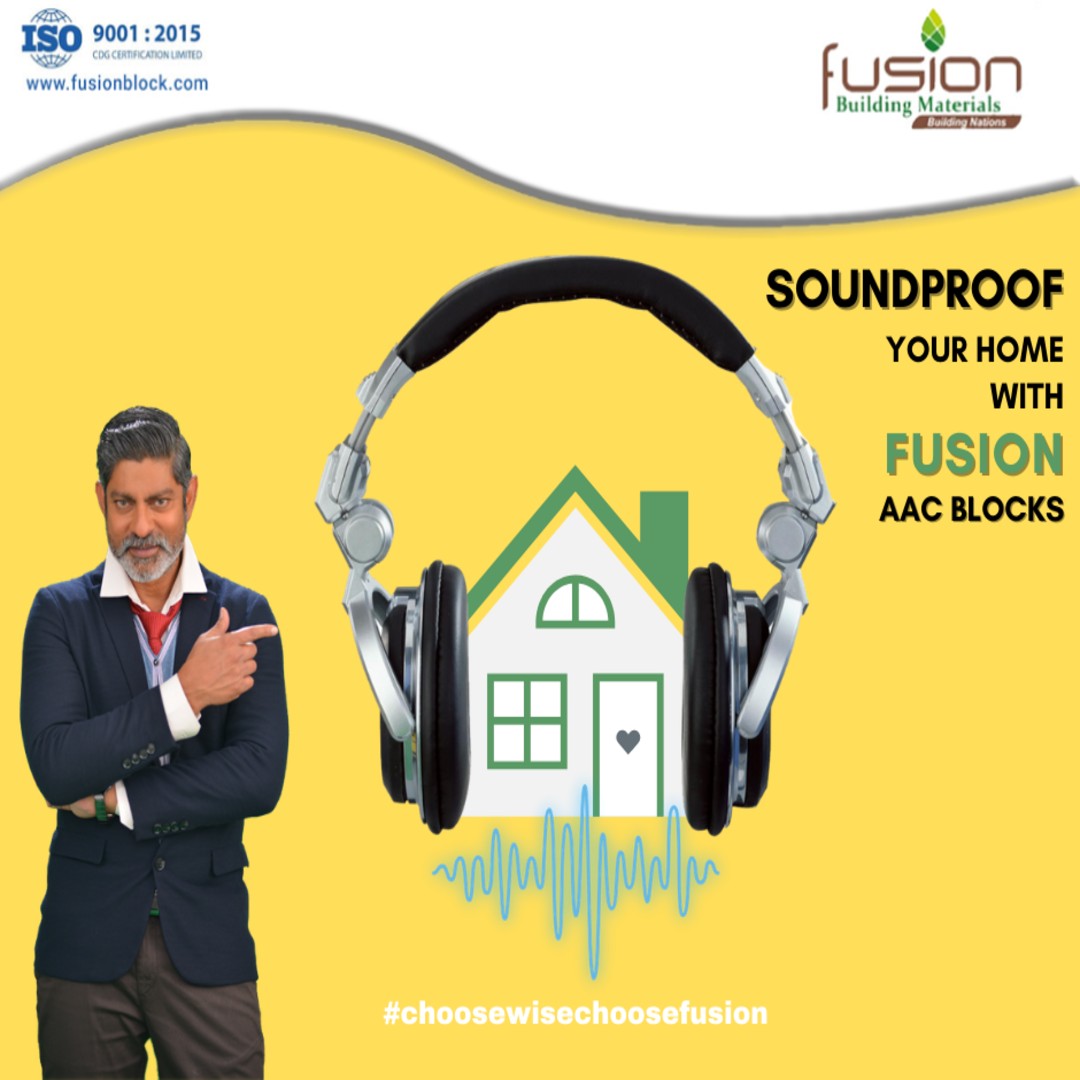 ISO 9001 : 2015
CDG CERTIFICATION LIMITED
www.fusionblock.com
fusion
Building Materials
Building Nations
SOUNDPROOF
YOUR HOME
WITH
FUSION
AAC BLOCKS
#choosewisechoosefusion